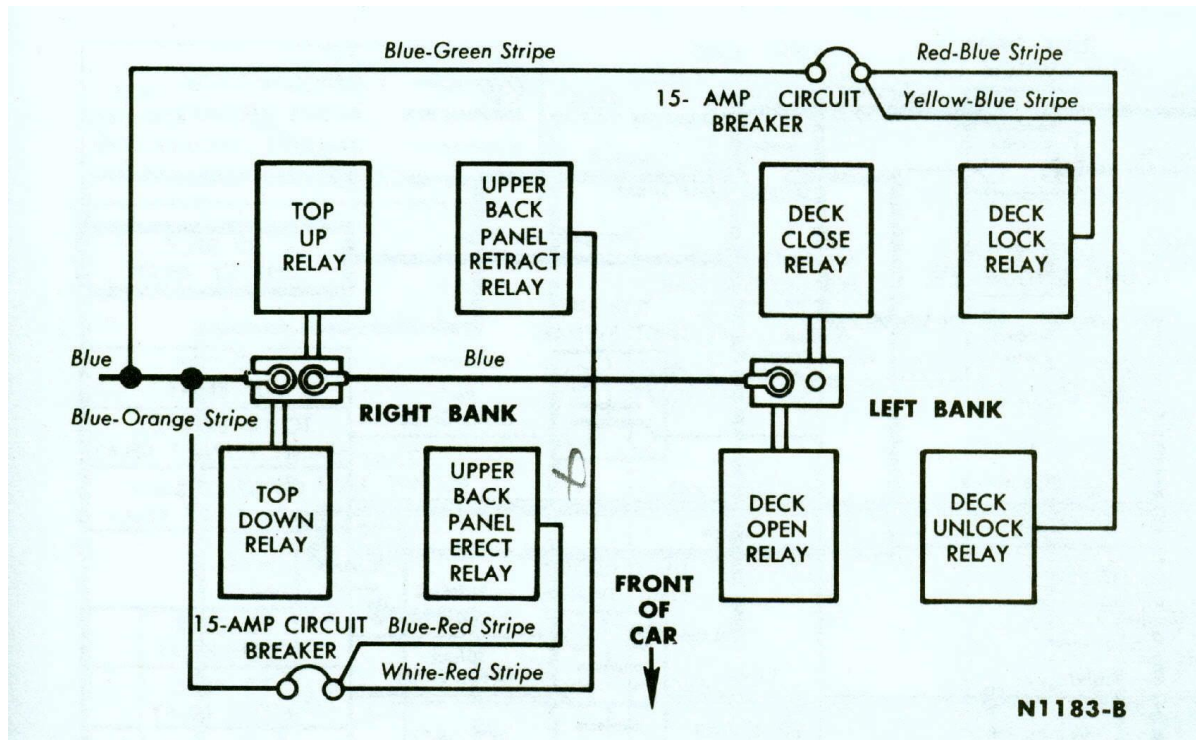 Blue-Green Stripe
Red-Blue Stripe
15- AMP CIRCUIT
BREAKER
Yellow-Blue Stripe
TOP
UP
RELAY
UPPER
BACK
PANEL
RETRACT
RELAY
DECK
CLOSE
RELAY
DECK
LOCK
RELAY
Blue
Blue
Blue-Orange Stripe
RIGHT BANK
LEFT BANK
TOP
DOWN
RELAY
UPPER
BACK
PANEL
ERECT
RELAY
DECK
OPEN
RELAY
DECK
UNLOCK
RELAY
FRONT
OF
CAR
15-AMP CIRCUIT
BREAKER
Blue-Red Stripe
White-Red Stripe
N1183-B